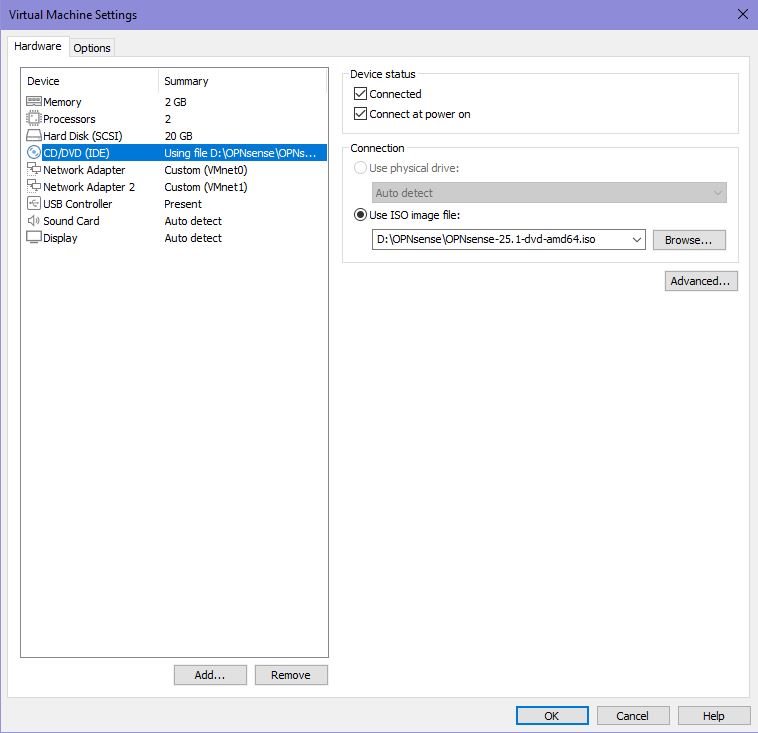 Virtual Machine Settings
Hardware Options
Device Summary
Memory 2 GB
Processors 2
Hard Disk (SCSI) 20 GB
CD/DVD (IDE) Using file D:\OPNsense\OPNs...
Network Adapter Custom (VMnet0)
Network Adapter 2 Custom (VMnet1)
USB Controller Present
Sound Card Auto detect
Display Auto detect
Add... Remove
Device status
Connected
Connect at power on
Connection
Use physical drive:
Auto detect
Use ISO image file:
D:\OPNsense\OPNsense-25.1-dvd-amd64.iso Browse...
Advanced...
OK Cancel Help